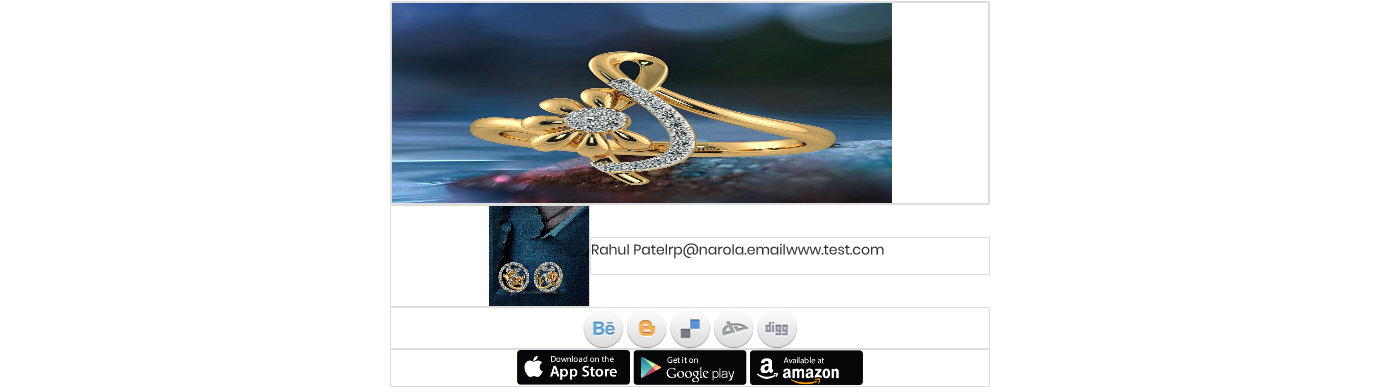 Rahul Patelrp@narola.emailwww.test.com
Bē digg
Download on the App Store
Get it on Google play
Available at amazon